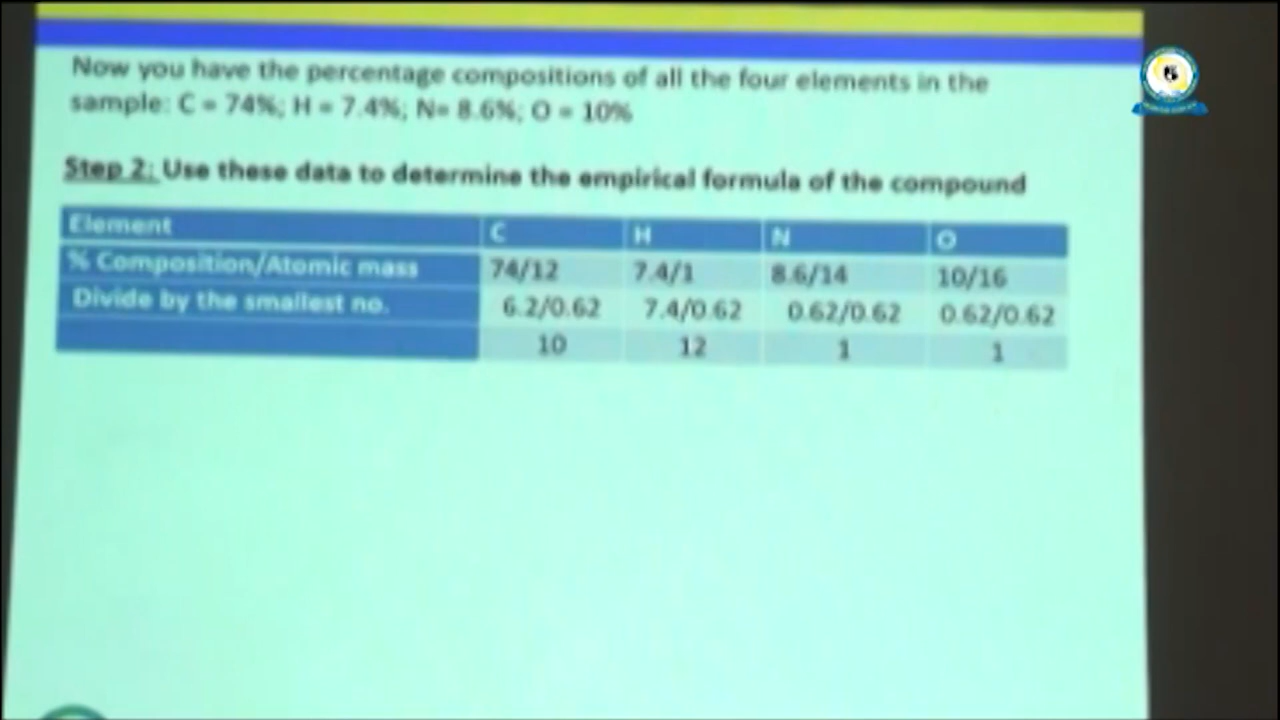 Now you have the percentage compositions of all the four elements in the
sample: C = 74%; H = 7.4%; N= 8.6%; O = 10%
Step 2: Use these data to determine the empirical formula of the compound
Element C H N O
% Composition/Atomic mass 74/12 7.4/1 8.6/14 10/16
Divide by the smallest no. 6.2/0.62 7.4/0.62 0.62/0.62 0.62/0.62
10 12 1 1